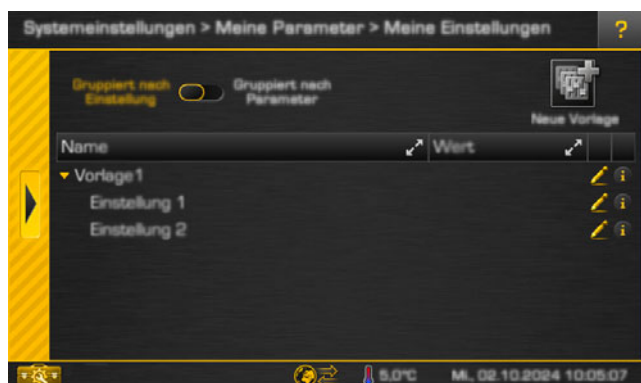 Systemeinstellungen > Meine Parameter > Meine Einstellungen
?
Gruppiert nach
Einstellung
Gruppiert nach
Parameter
Neue Vorlage
Name
Wert
Vorlage1
Einstellung 1
Einstellung 2
5,0°C
Mi., 02.10.2024 10:05:07